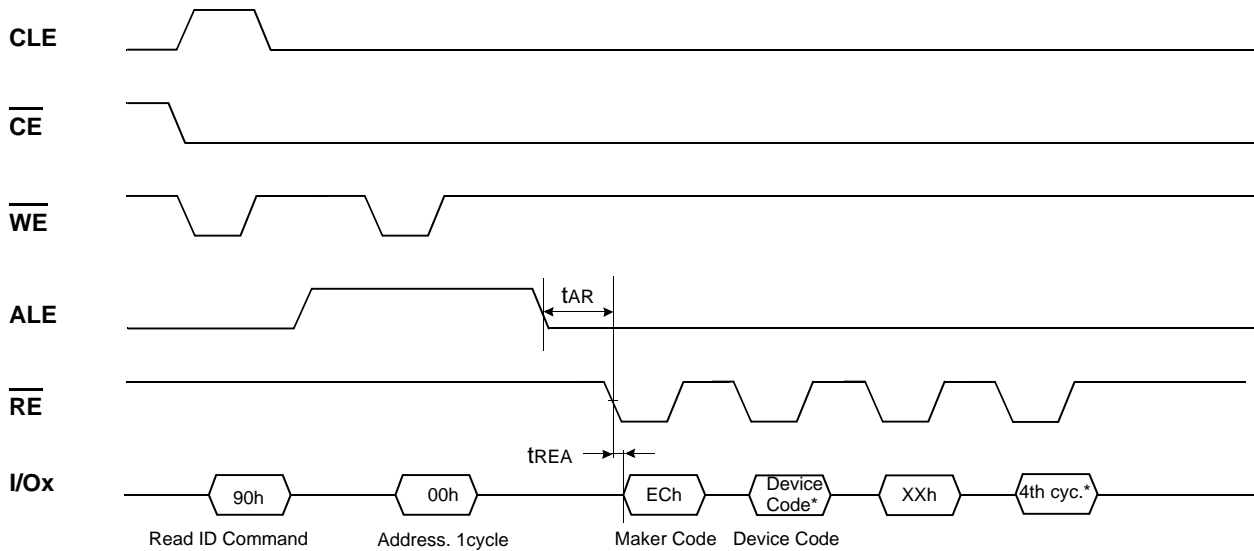 CLE
CE
WE
ALE
tAR
RE
tREA
I/Ox
90h
00h
ECh
Device
Code*
XXh
4th cyc.*
Read ID Command
Address. 1cycle
Maker Code
Device Code